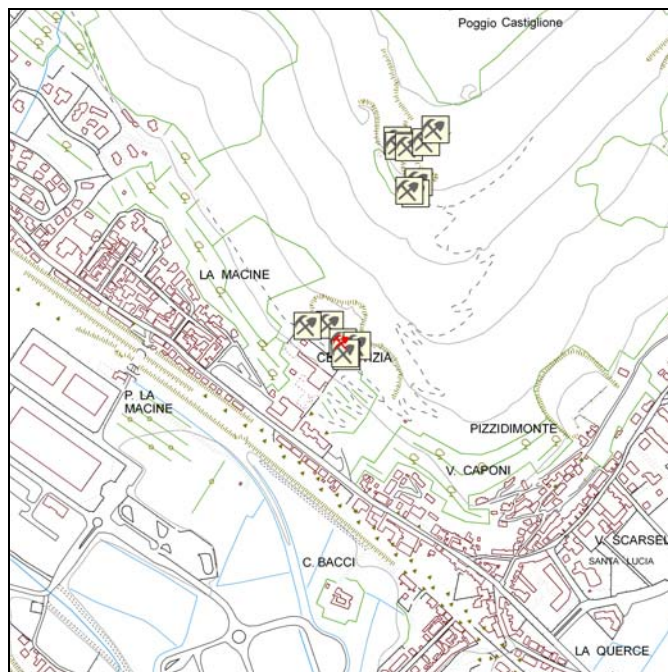 Poggio Castiglione
LA MACINE
P. LA
MACINE
PIZZIDIMONTE
V. CAPONI
V. SCARSEL
SANTA LUCIA
C. BACCI
LA QUERCE